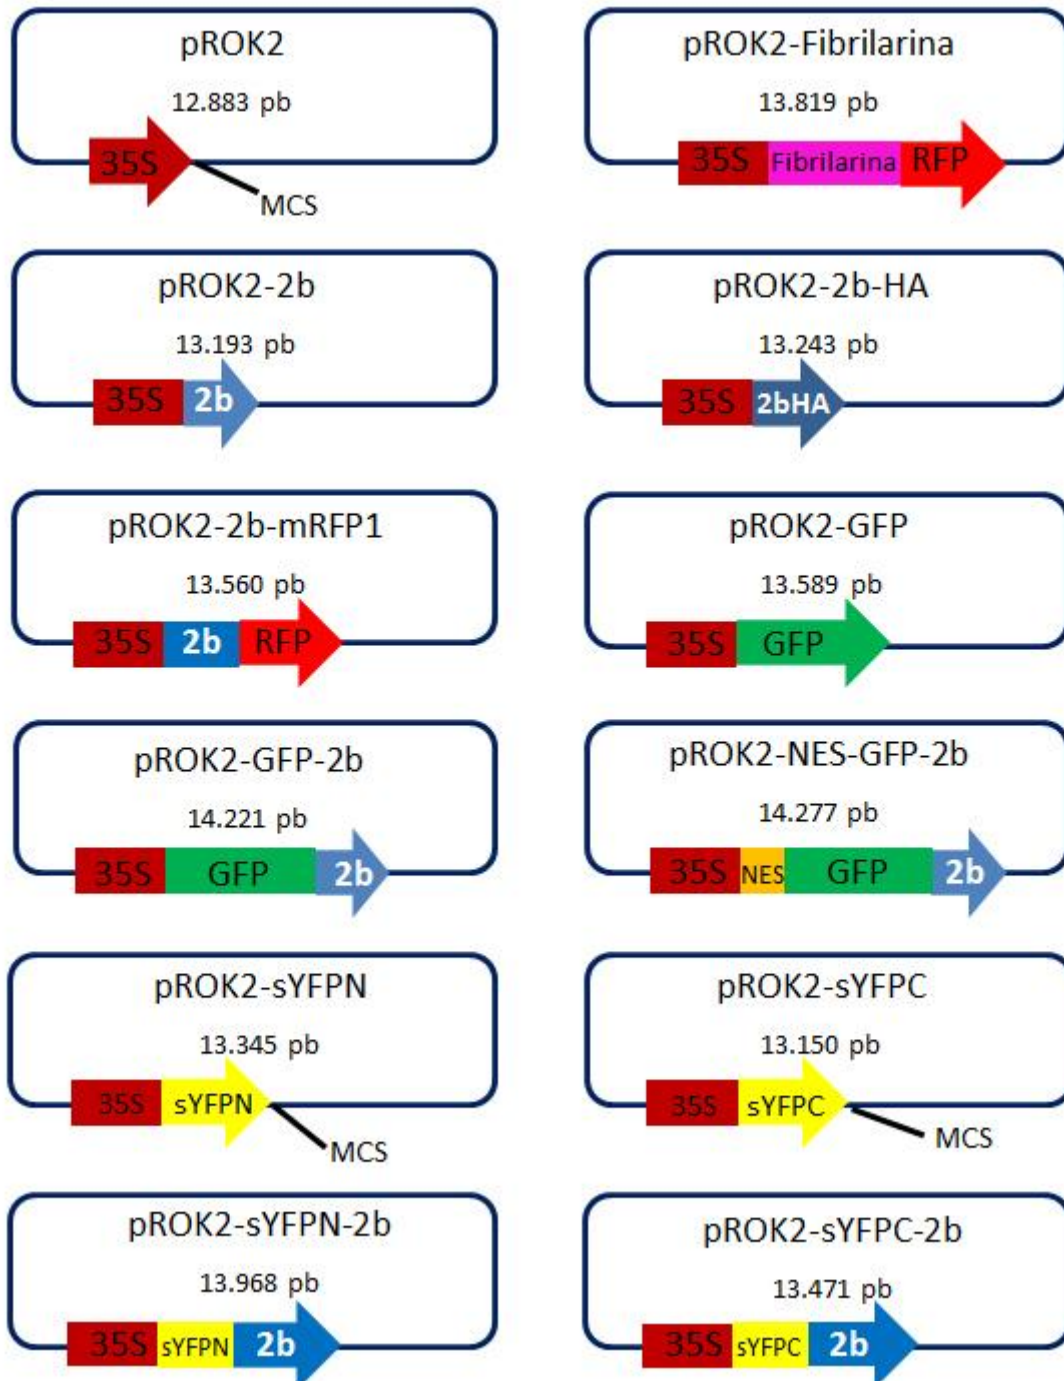 pROK2
12.883 pb
35S
MCS
pROK2-Fibrilarina
13.819 pb
35S Fibrilarina RFP
pROK2-2b
13.193 pb
35S 2b
pROK2-2b-HA
13.243 pb
35S 2bHA
pROK2-2b-mRFP1
13.560 pb
35S 2b RFP
pROK2-GFP
13.589 pb
35S GFP
pROK2-GFP-2b
14.221 pb
35S GFP 2b
pROK2-NES-GFP-2b
14.277 pb
35S NES GFP 2b
pROK2-sYFPN
13.345 pb
35S sYFPN
MCS
pROK2-sYFPC
13.150 pb
35S sYFPC
MCS
pROK2-sYFPN-2b
13.968 pb
35S sYFPN 2b
pROK2-sYFPC-2b
13.471 pb
35S sYFPC 2b